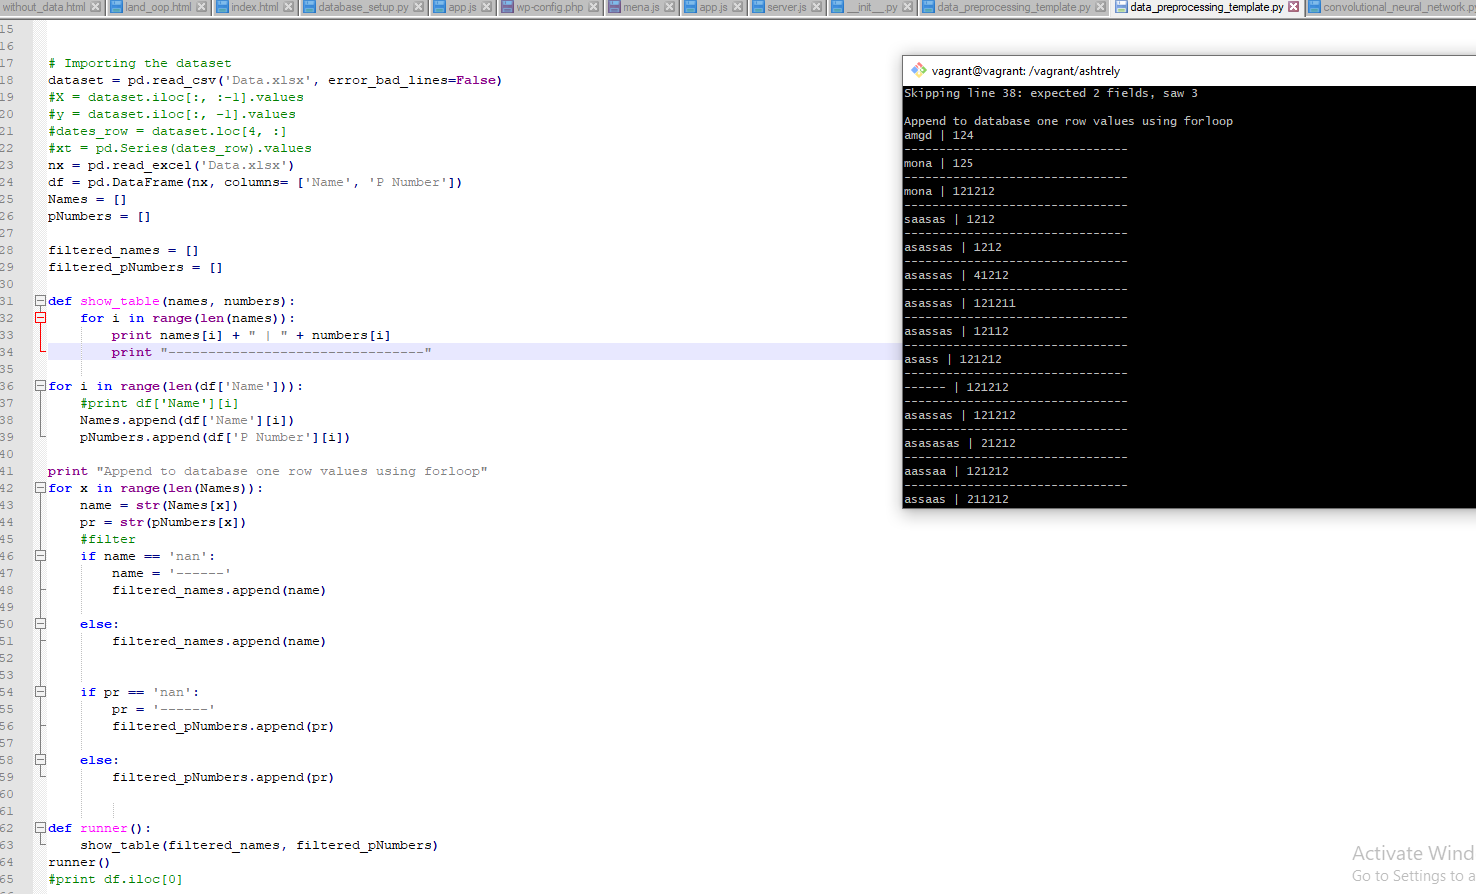 without_data.html land_oop.html index.html database_setup.py app.js wp-config.php mena.js app.js server.js __init__.py data_preprocessing_template.py data_preprocessing_template.py convolutional_neural_network.p
15
16
17 # Importing the dataset
18 dataset = pd.read_csv('Data.xlsx', error_bad_lines=False)
19 #X = dataset.iloc[:, :-1].values
20 #y = dataset.iloc[:, -1].values
21 #dates_row = dataset.loc[4, :]
22 #xt = pd.Series(dates_row).values
23 nx = pd.read_excel('Data.xlsx')
24 df = pd.DataFrame(nx, columns= ['Name', 'P Number'])
25 Names = []
26 pNumbers = []
27
28 filtered_names = []
29 filtered_pNumbers = []
30
31 def show_table(names, numbers):
32 for i in range(len(names)):
33 print names[i] + " | " + numbers[i]
34 print "--------------------------------"
35
36 for i in range(len(df['Name'])):
37 #print df['Name'][i]
38 Names.append(df['Name'][i])
39 pNumbers.append(df['P Number'][i])
40
41 print "Append to database one row values using forloop"
42 for x in range(len(Names)):
43 name = str(Names[x])
44 pr = str(pNumbers[x])
45 #filter
46 if name == 'nan':
47 name = '------'
48 filtered_names.append(name)
49
50 else:
51 filtered_names.append(name)
52
53
54 if pr == 'nan':
55 pr = '------'
56 filtered_pNumbers.append(pr)
57
58 else:
59 filtered_pNumbers.append(pr)
60
61
62 def runner():
63 show_table(filtered_names, filtered_pNumbers)
64 runner()
65 #print df.iloc[0]
vagrant@vagrant: /vagrant/ashtrely
Skipping line 38: expected 2 fields, saw 3
Append to database one row values using forloop
amgd | 124
--------------------------------
mona | 125
--------------------------------
mona | 121212
--------------------------------
saasas | 1212
--------------------------------
asassas | 1212
--------------------------------
asassas | 41212
--------------------------------
asassas | 121211
--------------------------------
asassas | 12112
--------------------------------
asass | 121212
--------------------------------
------ | 121212
--------------------------------
asassas | 121212
--------------------------------
asasasas | 21212
--------------------------------
aassaa | 121212
--------------------------------
assaas | 211212
Activate Wind
Go to Settings to a